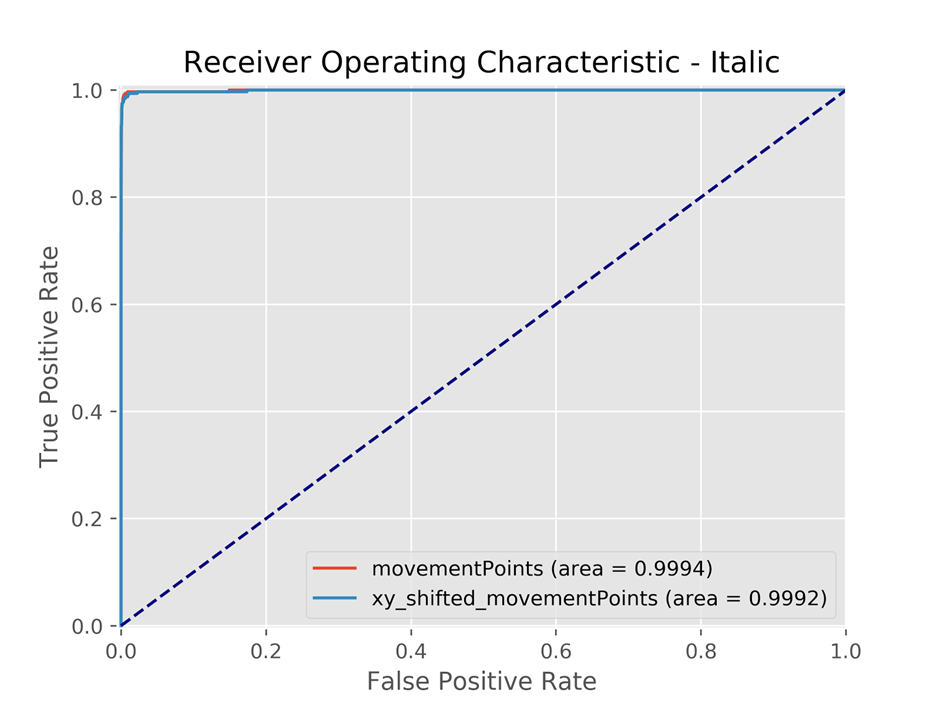 Receiver Operating Characteristic - Italic
1.0
0.8
0.6
0.4
0.2
0.0
True Positive Rate
movementPoints (area = 0.9994)
xy_shifted_movementPoints (area = 0.9992)
0.0 0.2 0.4 0.6 0.8 1.0
False Positive Rate